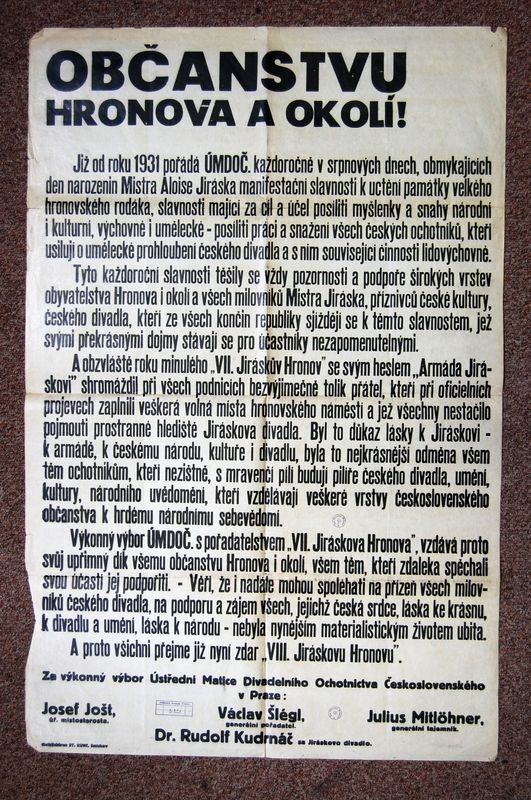 OBČANSTVU
HRONOVA A OKOLÍ!
Již od roku 1931 pořádá ÚMDOČ. každoročně v srpnových dnech, obmykajících
den narozenin Mistra Aloise Jiráska manifestační slavnosti k uctění památky velkého
hronovského rodáka, slavnosti mající za cíl a účel posíliti myšlenky a snahy národní
i kulturní, výchovné i umělecké - posíliti práci a snažení všech českých ochotníků, kteří
usilují o umělecké prohloubení českého divadla a s ním související činnosti lidovýchovné.
Tyto každoroční slavnosti těšily se vždy pozornosti a podpoře širokých vrstev
obyvatelstva Hronova i okolí a všech milovníků Mistra Jiráska, příznivců české kultury,
českého divadla, kteří ze všech končin republiky sjíždějí se k těmto slavnostem, jež
svými překrásnými dojmy stávají se pro účastníky nezapomenutelnými.
A obzvláště roku minulého „VII. Jiráskův Hronov" se svým heslem „Armáda Jirá-
skovi" shromáždil při všech podnicích bezvýjimečně tolik přátel, kteří při oficielních
projevech zaplnili veškerá volná místa hronovského náměstí a jež všechny nestačilo
pojmouti prostranné hlediště Jiráskova divadla. Byl to důkaz lásky k Jiráskovi -
k armádě, k českému národu, kultuře i divadlu, byla to nejkrásnější odměna všem
těm ochotníkům, kteří nezištně, s mravenčí pílí budují pilíře českého divadla, umění,
kultury, národního uvědomění, kteří vzdělávají veškeré vrstvy československého
občanstva k hrdému národnímu sebevědomí.
Výkonný výbor ÚMDOČ. s pořadatelstvem „VII. Jiráskova Hronova", vzdává proto
svůj upřímný dík všemu občanstvu Hronova i okolí, všem těm, kteří zdaleka spěchali
svou účastí jej podpořiti. - Věří, že i nadále mohou spoléhati na přízeň všech milov-
níků českého divadla, na podporu a zájem všech, jejichž česká srdce, láska ke krásnu,
k divadlu a umění, láska k národu - nebyla nynějším materialistickým životem ubita.
A proto všichni přejme již nyní zdar „VIII. Jiráskovu Hronovu".
Za výkonný výbor Ústřední Matice Divadelního Ochotnictva Československého
v Praze:
Josef Jošt,
úř. místostarosta.
Václav Šlégl,
generální pořadatel.
Julius Mitlöhner,
generální tajemník.
Dr. Rudolf Kudrnáč za Jiráskovo divadlo.